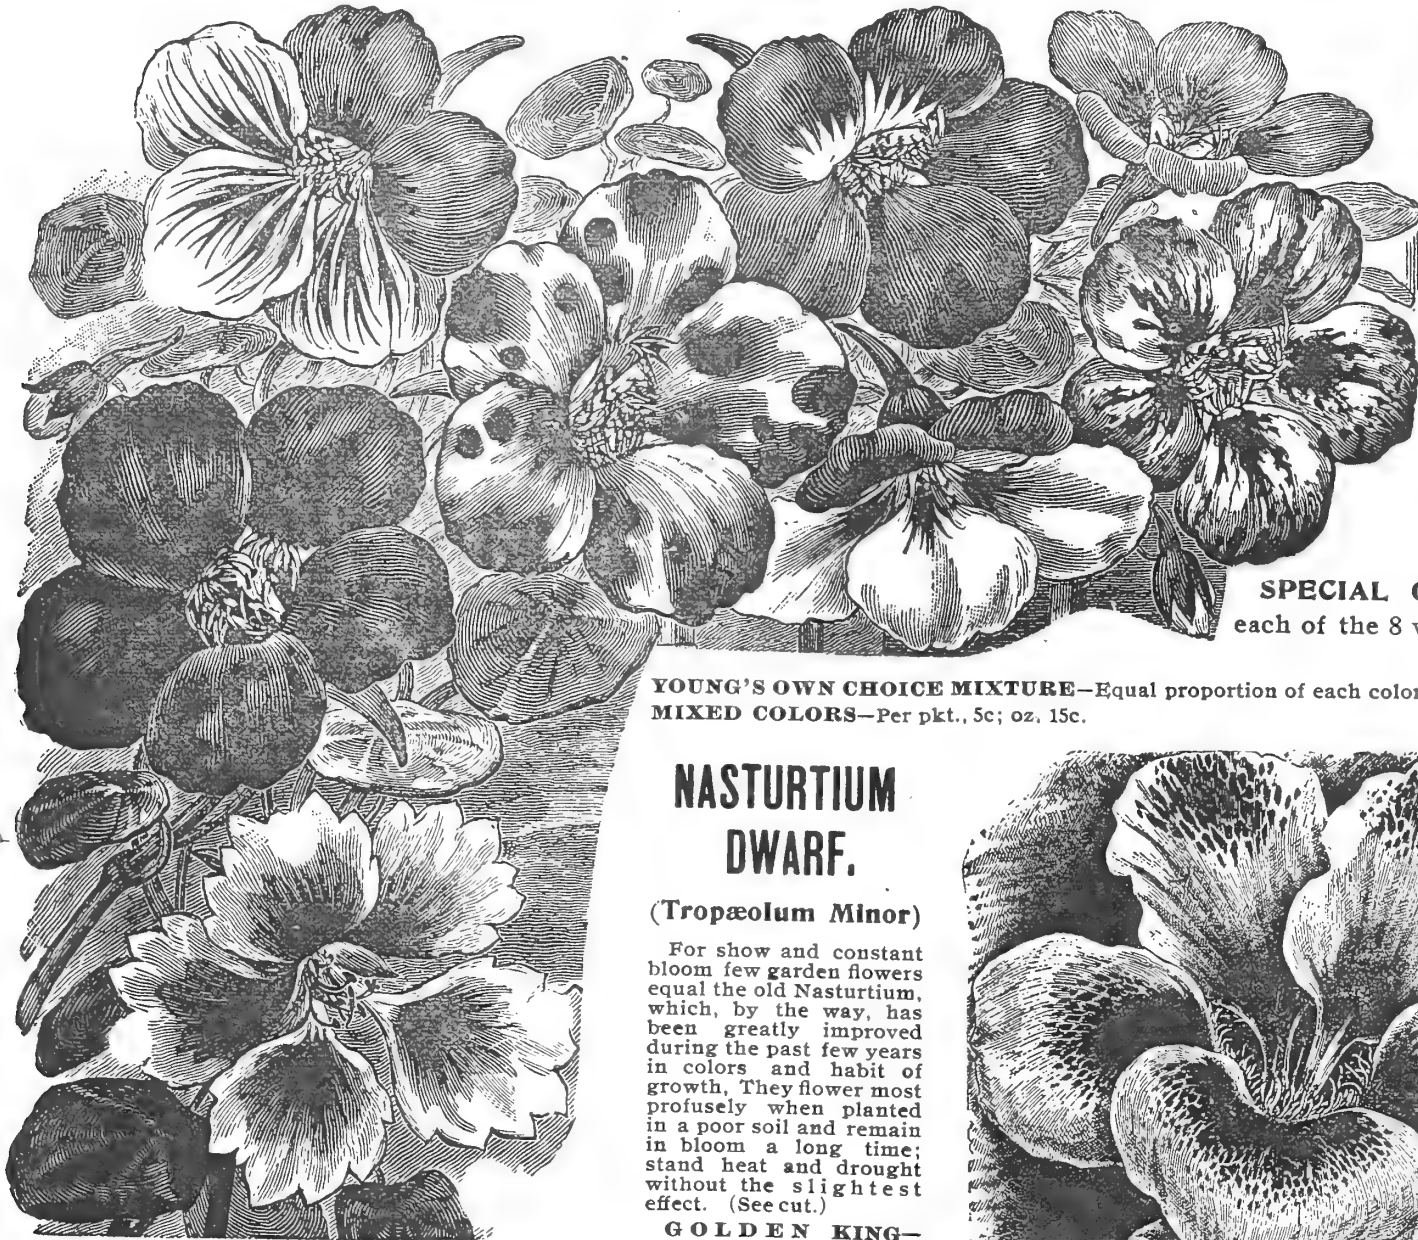 SPECIAL
each of the 8
YOUNG'S OWN CHOICE MIXTURE—Equal proportion of each color
MIXED COLORS—Per pkt., 5c; oz. 15c.
NASTURTIUM
DWARF.
(Tropæolum Minor)
For show and constant
bloom few garden flowers
equal the old Nasturtium,
which, by the way, has
been greatly improved
during the past few years
in colors and habit of
growth, They flower most
profusely when planted
in a poor soil and remain
in bloom a long time;
stand heat and drought
without the slightest
effect. (See cut.)
GOLDEN KING—